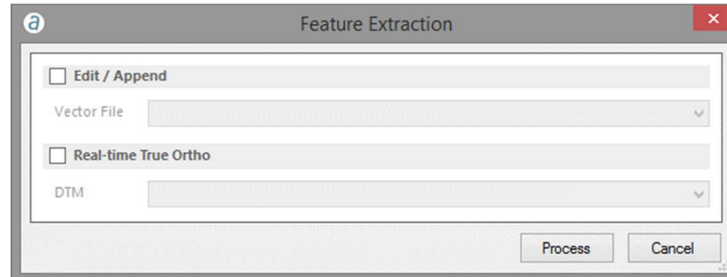 a
Feature Extraction
Edit / Append
Vector File
Real-time True Ortho
DTM
Process
Cancel